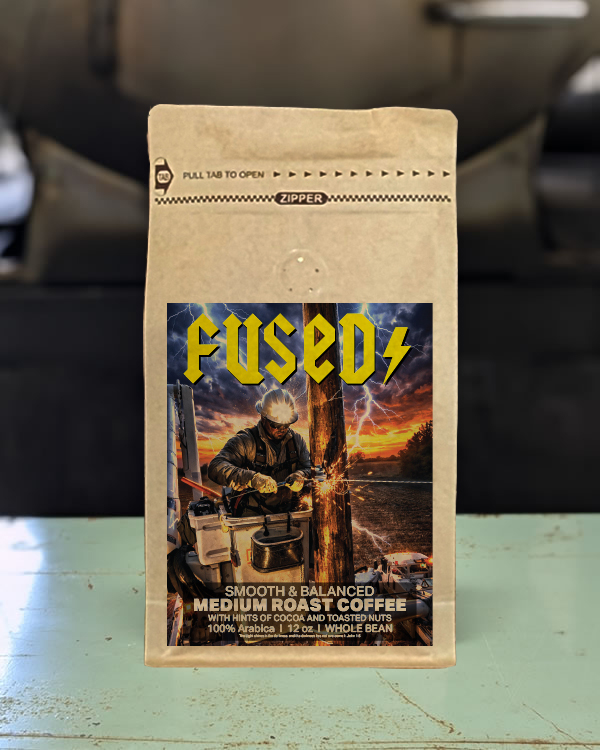 TAB
PULL TAB TO OPEN
ZIPPER
FUSED
SMOOTH & BALANCED
MEDIUM ROAST COFFEE
WITH HINTS OF COCOA AND TOASTED NUTS
100% Arabica | 12 oz | WHOLE BEAN